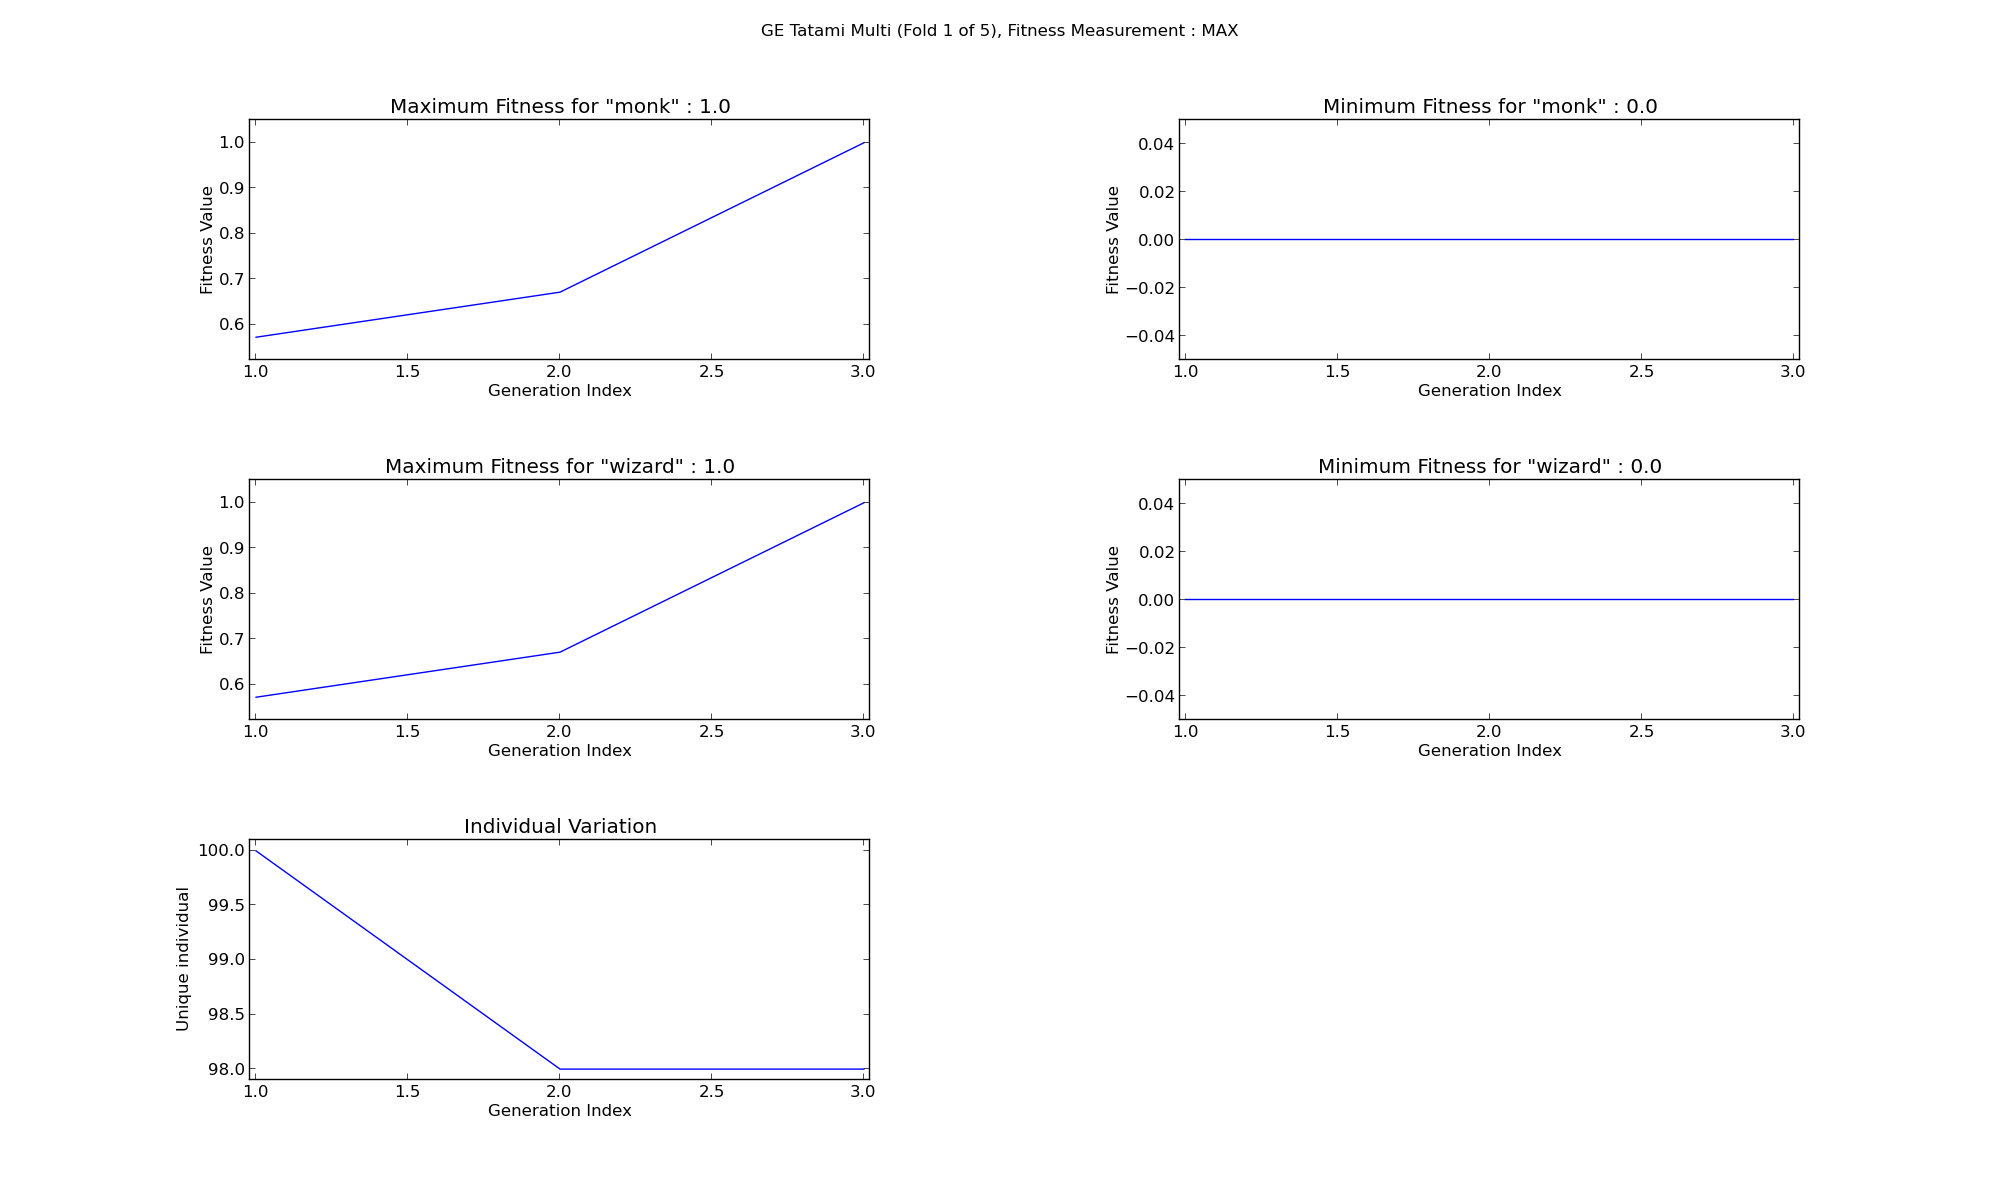 GE Tatami Multi (Fold 1 of 5), Fitness Measurement : MAX
Maximum Fitness for "monk" : 1.0
Fitness Value
1.0
0.9
0.8
0.7
0.6
1.0 1.5 2.0 2.5 3.0
Generation Index
Minimum Fitness for "monk" : 0.0
Fitness Value
0.04
0.02
0.00
−0.02
−0.04
1.0 1.5 2.0 2.5 3.0
Generation Index
Maximum Fitness for "wizard" : 1.0
Fitness Value
1.0
0.9
0.8
0.7
0.6
1.0 1.5 2.0 2.5 3.0
Generation Index
Minimum Fitness for "wizard" : 0.0
Fitness Value
0.04
0.02
0.00
−0.02
−0.04
1.0 1.5 2.0 2.5 3.0
Generation Index
Individual Variation
Unique individual
100.0
99.5
99.0
98.5
98.0
1.0 1.5 2.0 2.5 3.0
Generation Index